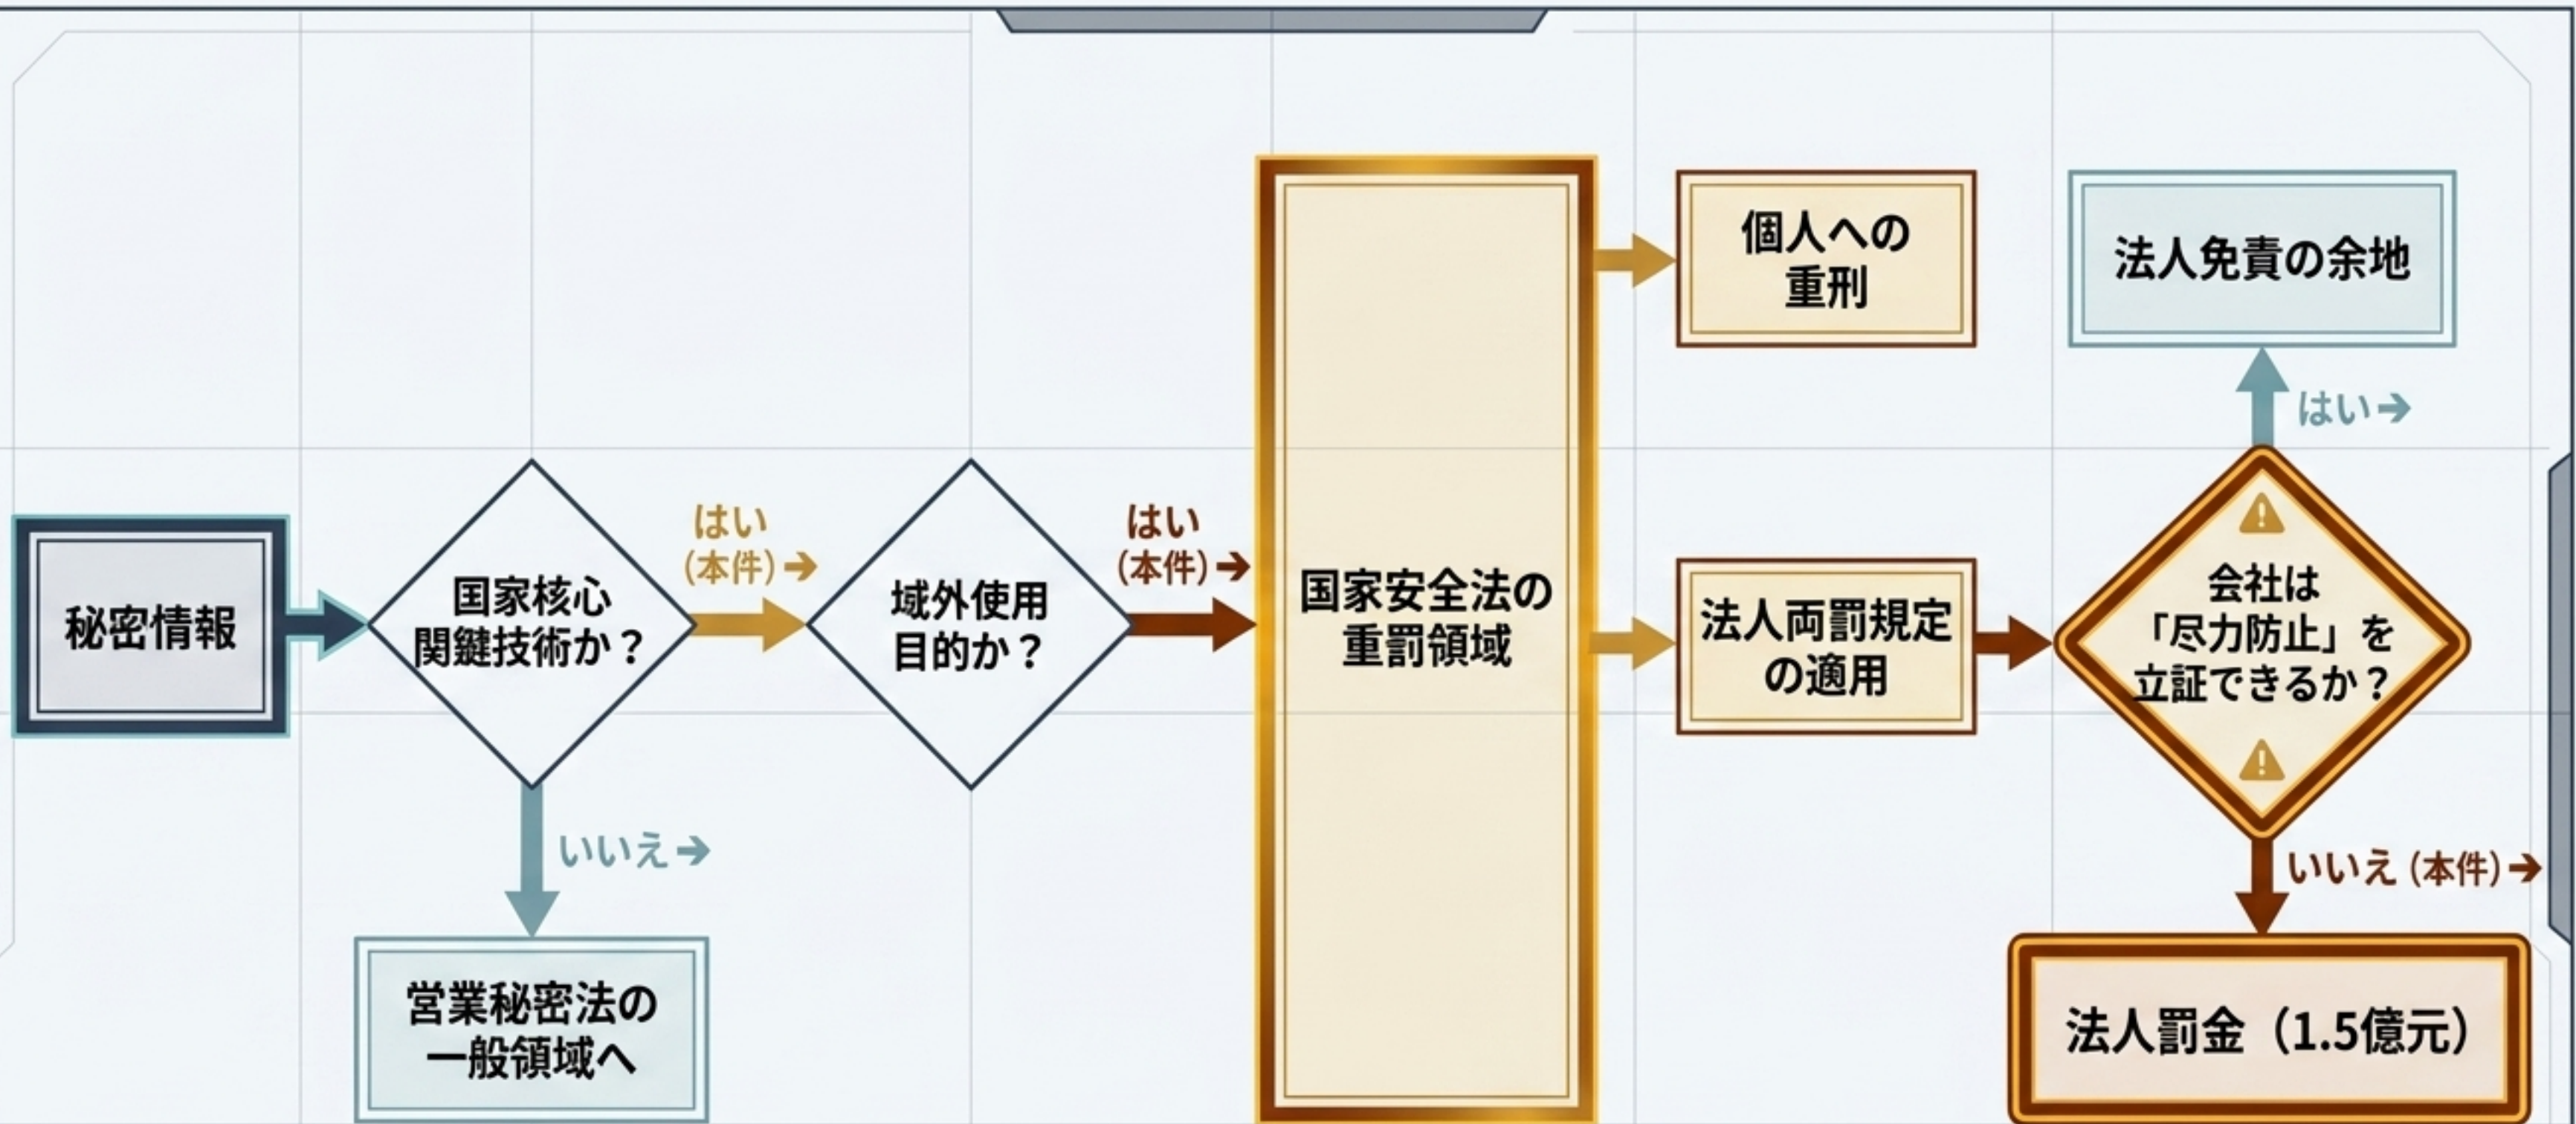 秘密情報
国家核心
関鍵技術か？
はい
（本件）➔
いいえ➔
営業秘密法の
一般領域へ
域外使用
目的か？
はい
（本件）➔
国家安全法の
重罰領域
個人への
重刑
法人両罰規定
の適用
会社は
「尽力防止」を
立証できるか？
はい➔
法人免責の余地
いいえ（本件）➔
法人罰金（1.5億元）